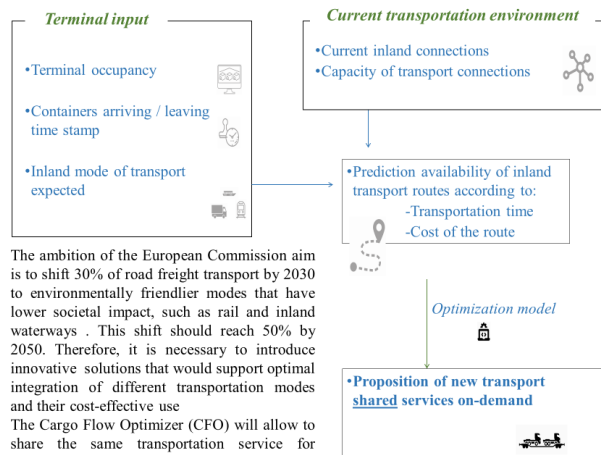 Terminal input
•Terminal occupancy
•Containers arriving / leaving
time stamp
•Inland mode of transport
expected
Current transportation environment
•Current inland connections
•Capacity of transport connections
•Prediction availability of inland
transport routes according to:
-Transportation time
-Cost of the route
Optimization model
•Proposition of new transport
shared services on-demand
The ambition of the European Commission aim
is to shift 30% of road freight transport by 2030
to environmentally friendlier modes that have
lower societal impact, such as rail and inland
waterways . This shift should reach 50% by
2050. Therefore, it is necessary to introduce
innovative solutions that would support optimal
integration of different transportation modes
and their cost-effective use
The Cargo Flow Optimizer (CFO) will allow to
share the same transportation service for